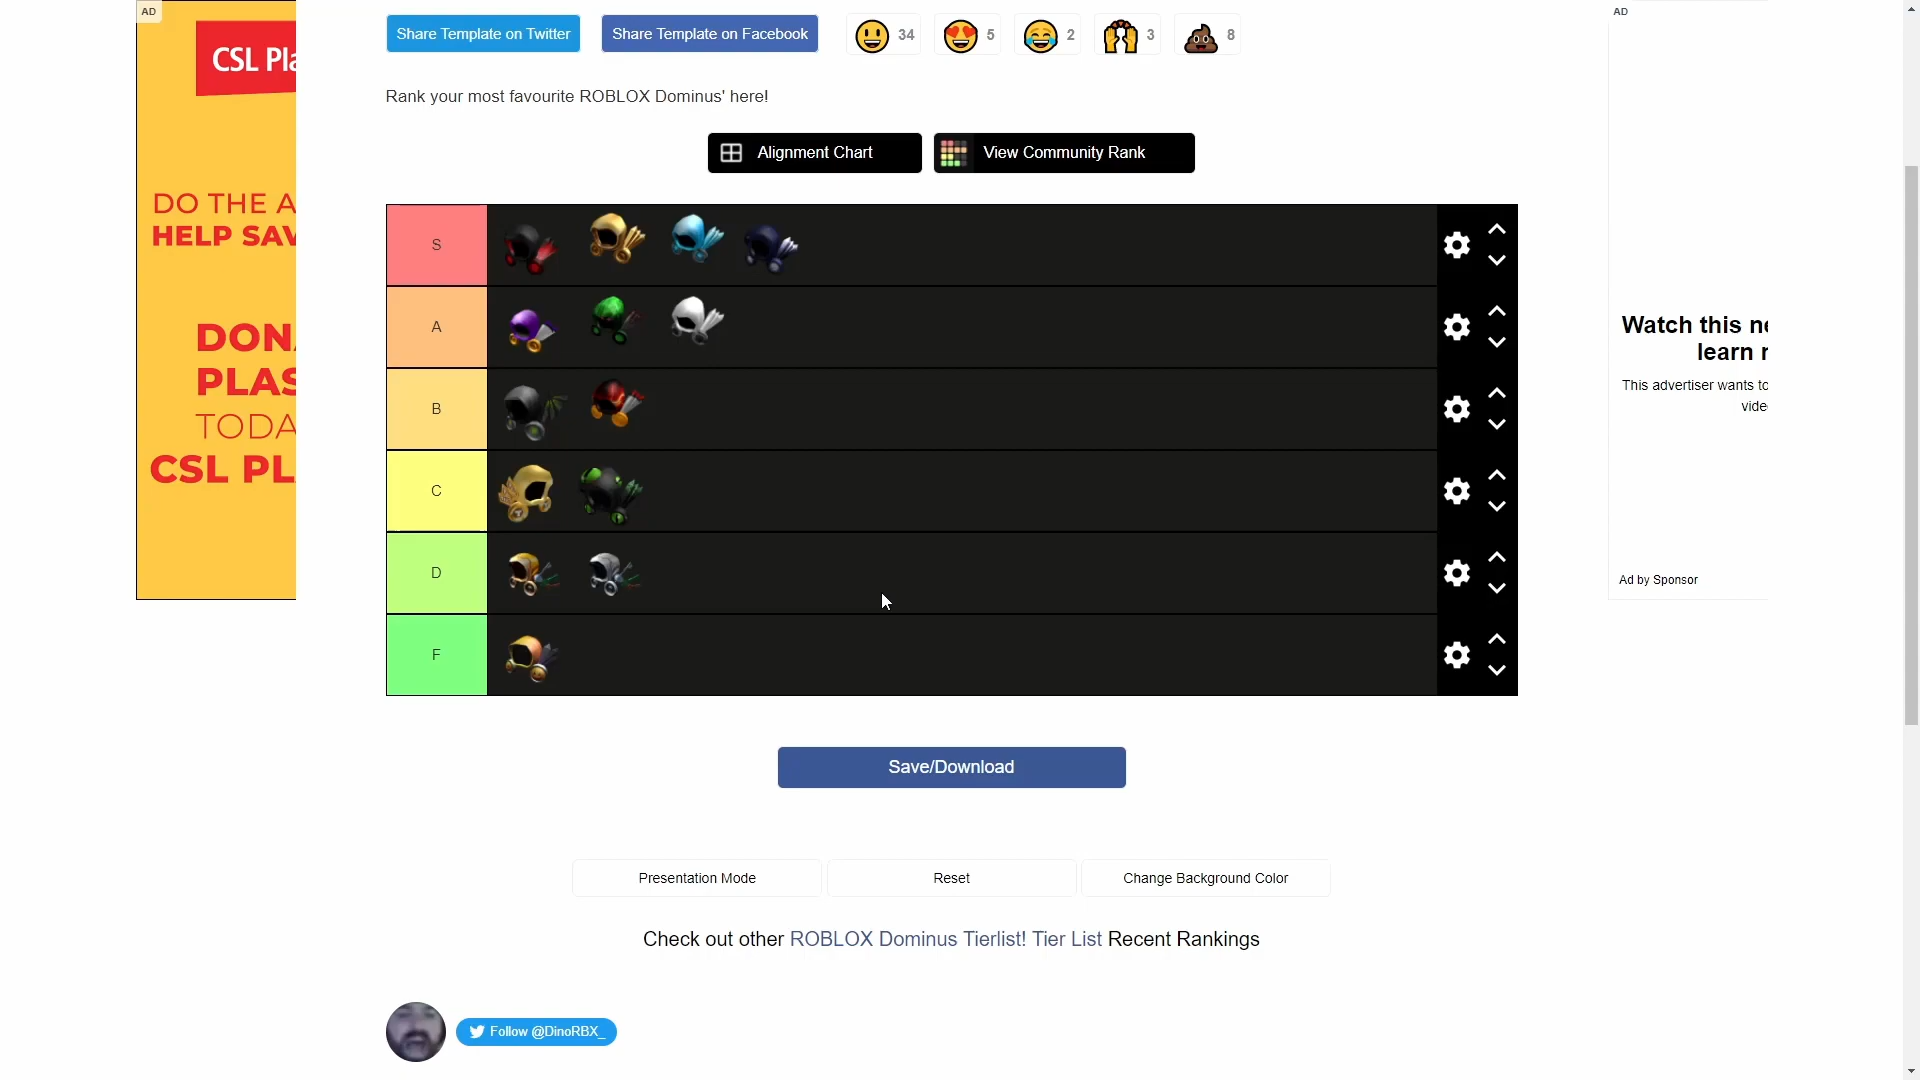 AD
CSL Pla
DO THE A
HELP SAV
DON
PLAS
TODA
CSL PL
Share Template on Twitter
Share Template on Facebook
34
5
2
3
8
Rank your most favourite ROBLOX Dominus' here!
Alignment Chart
View Community Rank
S
A
B
C
D
F
Save/Download
Presentation Mode
Reset
Change Background Color
Check out other ROBLOX Dominus Tierlist! Tier List Recent Rankings
Follow @DinoRBX_
AD
Watch this ne
learn r
This advertiser wants to
vide
Ad by Sponsor